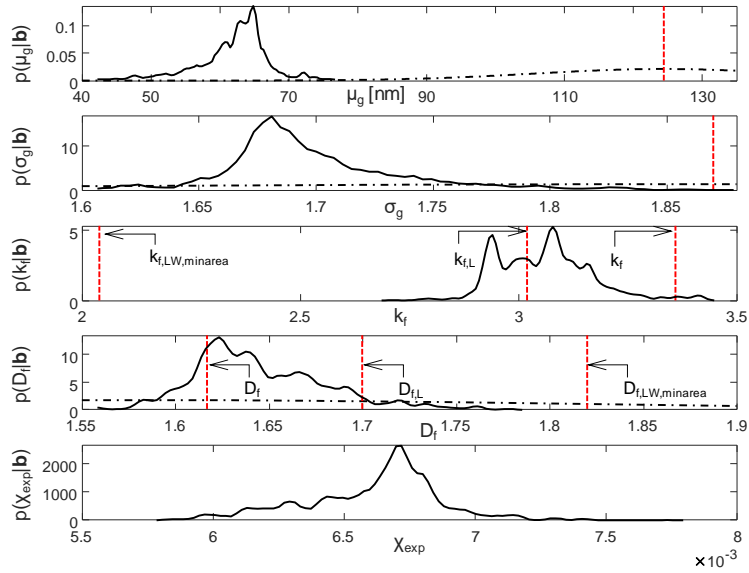 p(μg|b)
0.1
0.05
0
40 50 60 70 90 110 130
μg [nm]
p(σg|b)
10
0
1.6 1.65 1.7 1.75 1.8 1.85
σg
p(kf|b)
5
0
kf,LW,minarea
kf,L
kf
2 2.5 3 3.5
kf
p(Df|b)
10
5
0
Df
Df,L
Df,LW,minarea
1.55 1.6 1.65 1.7 1.75 1.8 1.85 1.9
Df
p(χexp|b)
2000
1000
0
5.5 6 6.5 7 7.5 8
χexp
×10-3